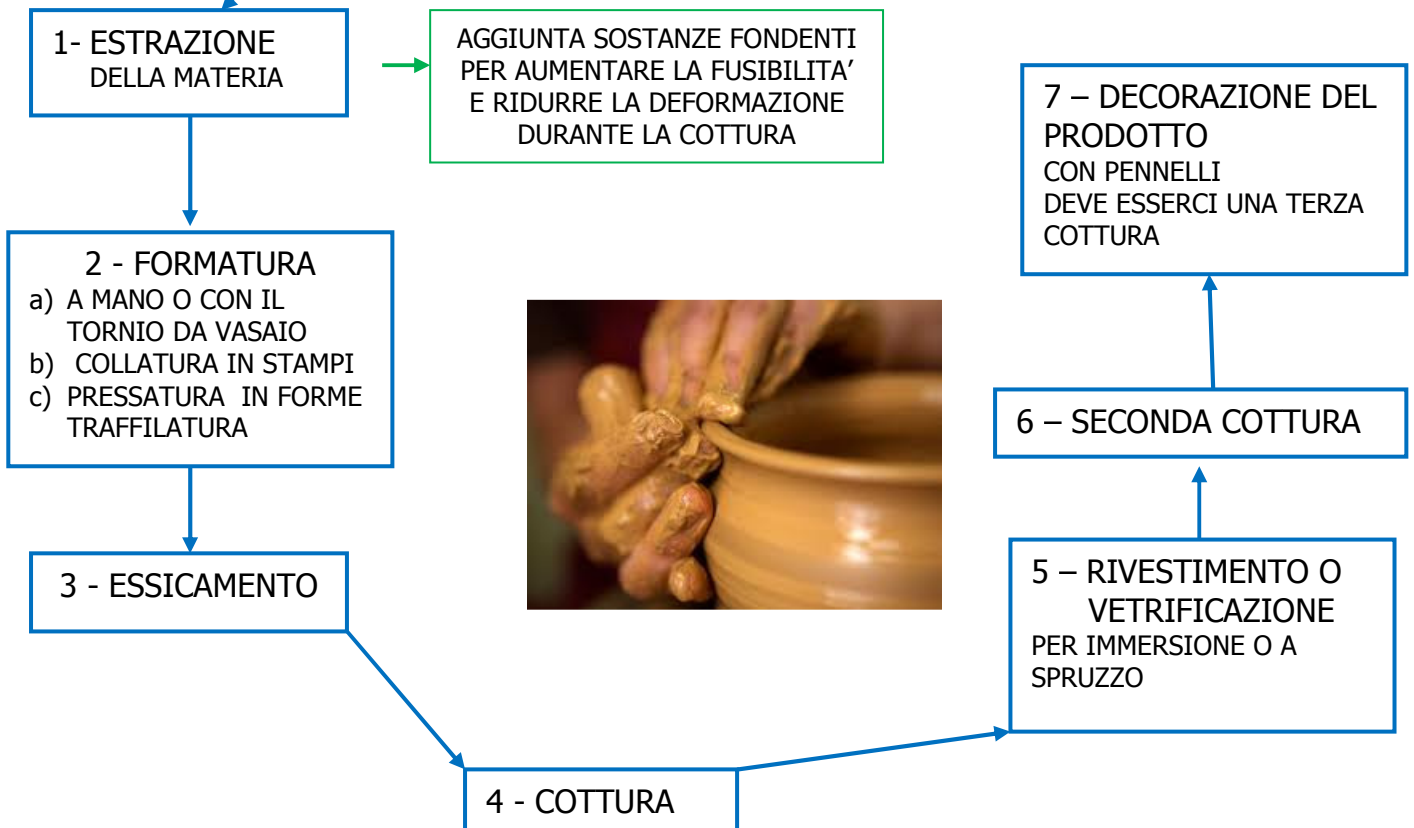 1- ESTRAZIONE
DELLA MATERIA
AGGIUNTA SOSTANZE FONDENTI
PER AUMENTARE LA FUSIBILITA’
E RIDURRE LA DEFORMAZIONE
DURANTE LA COTTURA
2 - FORMATURA
a) A MANO O CON IL
TORNIO DA VASAIO
b) COLLATURA IN STAMPI
c) PRESSATURA IN FORME
TRAFFILATURA
3 - ESSICAMENTO
4 - COTTURA
5 – RIVESTIMENTO O
VETRIFICAZIONE
PER IMMERSIONE O A
SPRUZZO
6 – SECONDA COTTURA
7 – DECORAZIONE DEL
PRODOTTO
CON PENNELLI
DEVE ESSERCI UNA TERZA
COTTURA